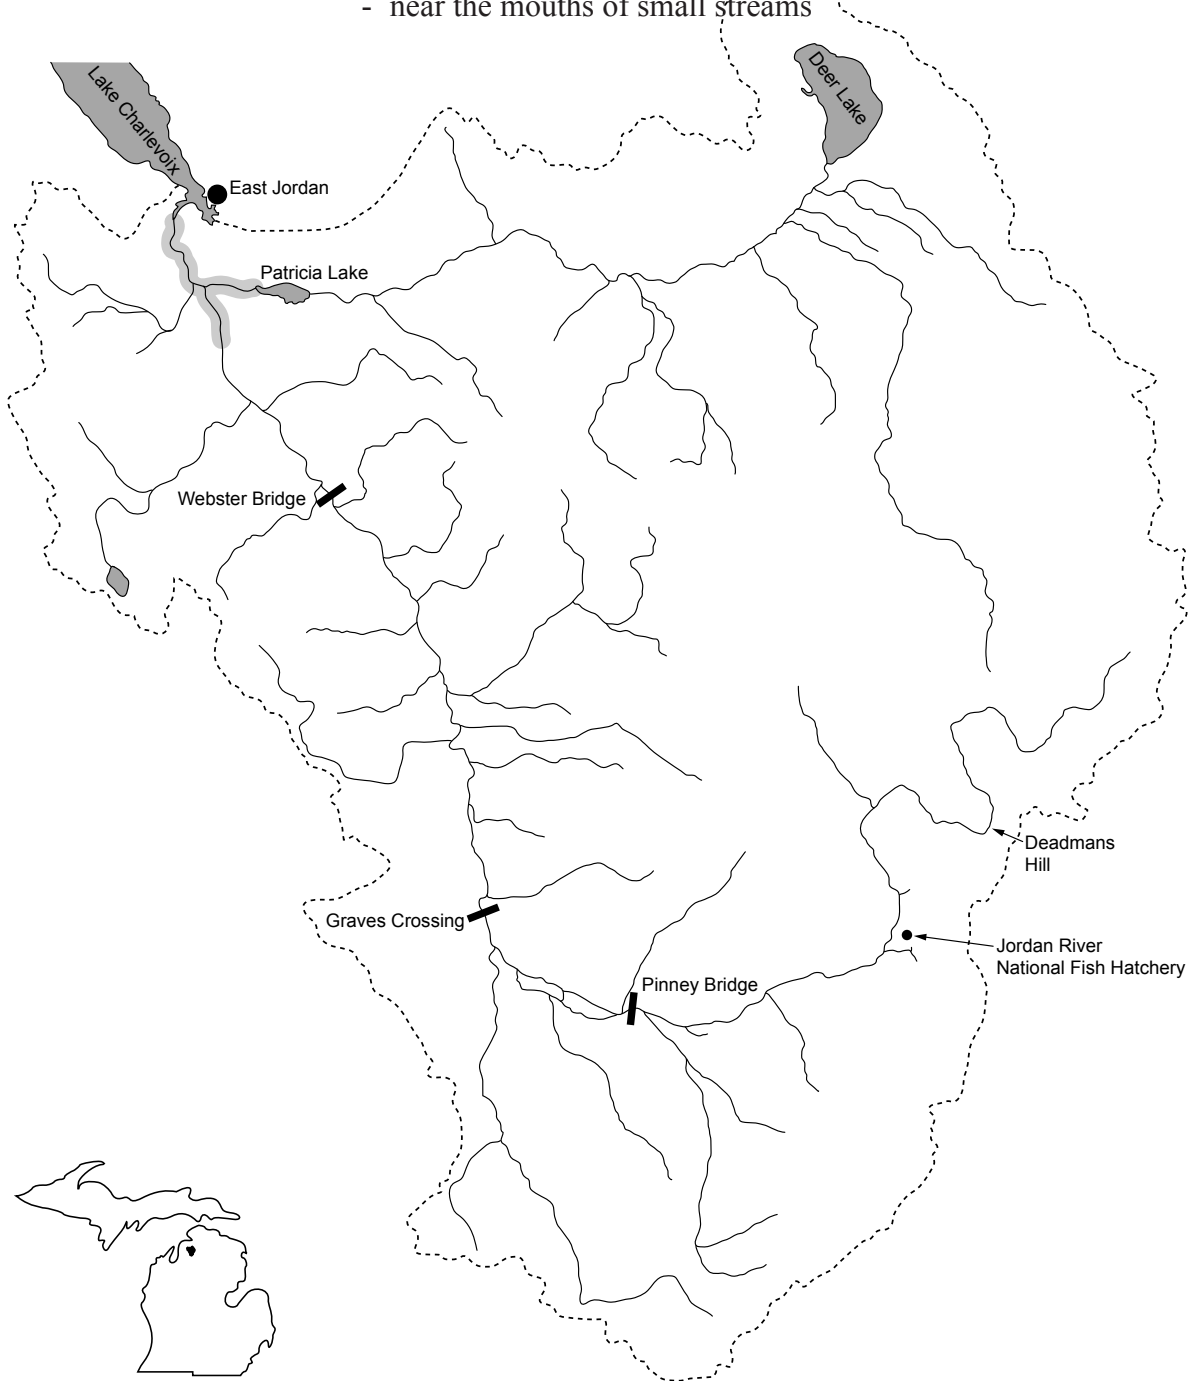 - near the mouths of small streams
Deer Lake
Lake Charlevoix
East Jordan
Patricia Lake
Webster Bridge
Deadmans
Hill
Graves Crossing
Jordan River
National Fish Hatchery
Pinney Bridge